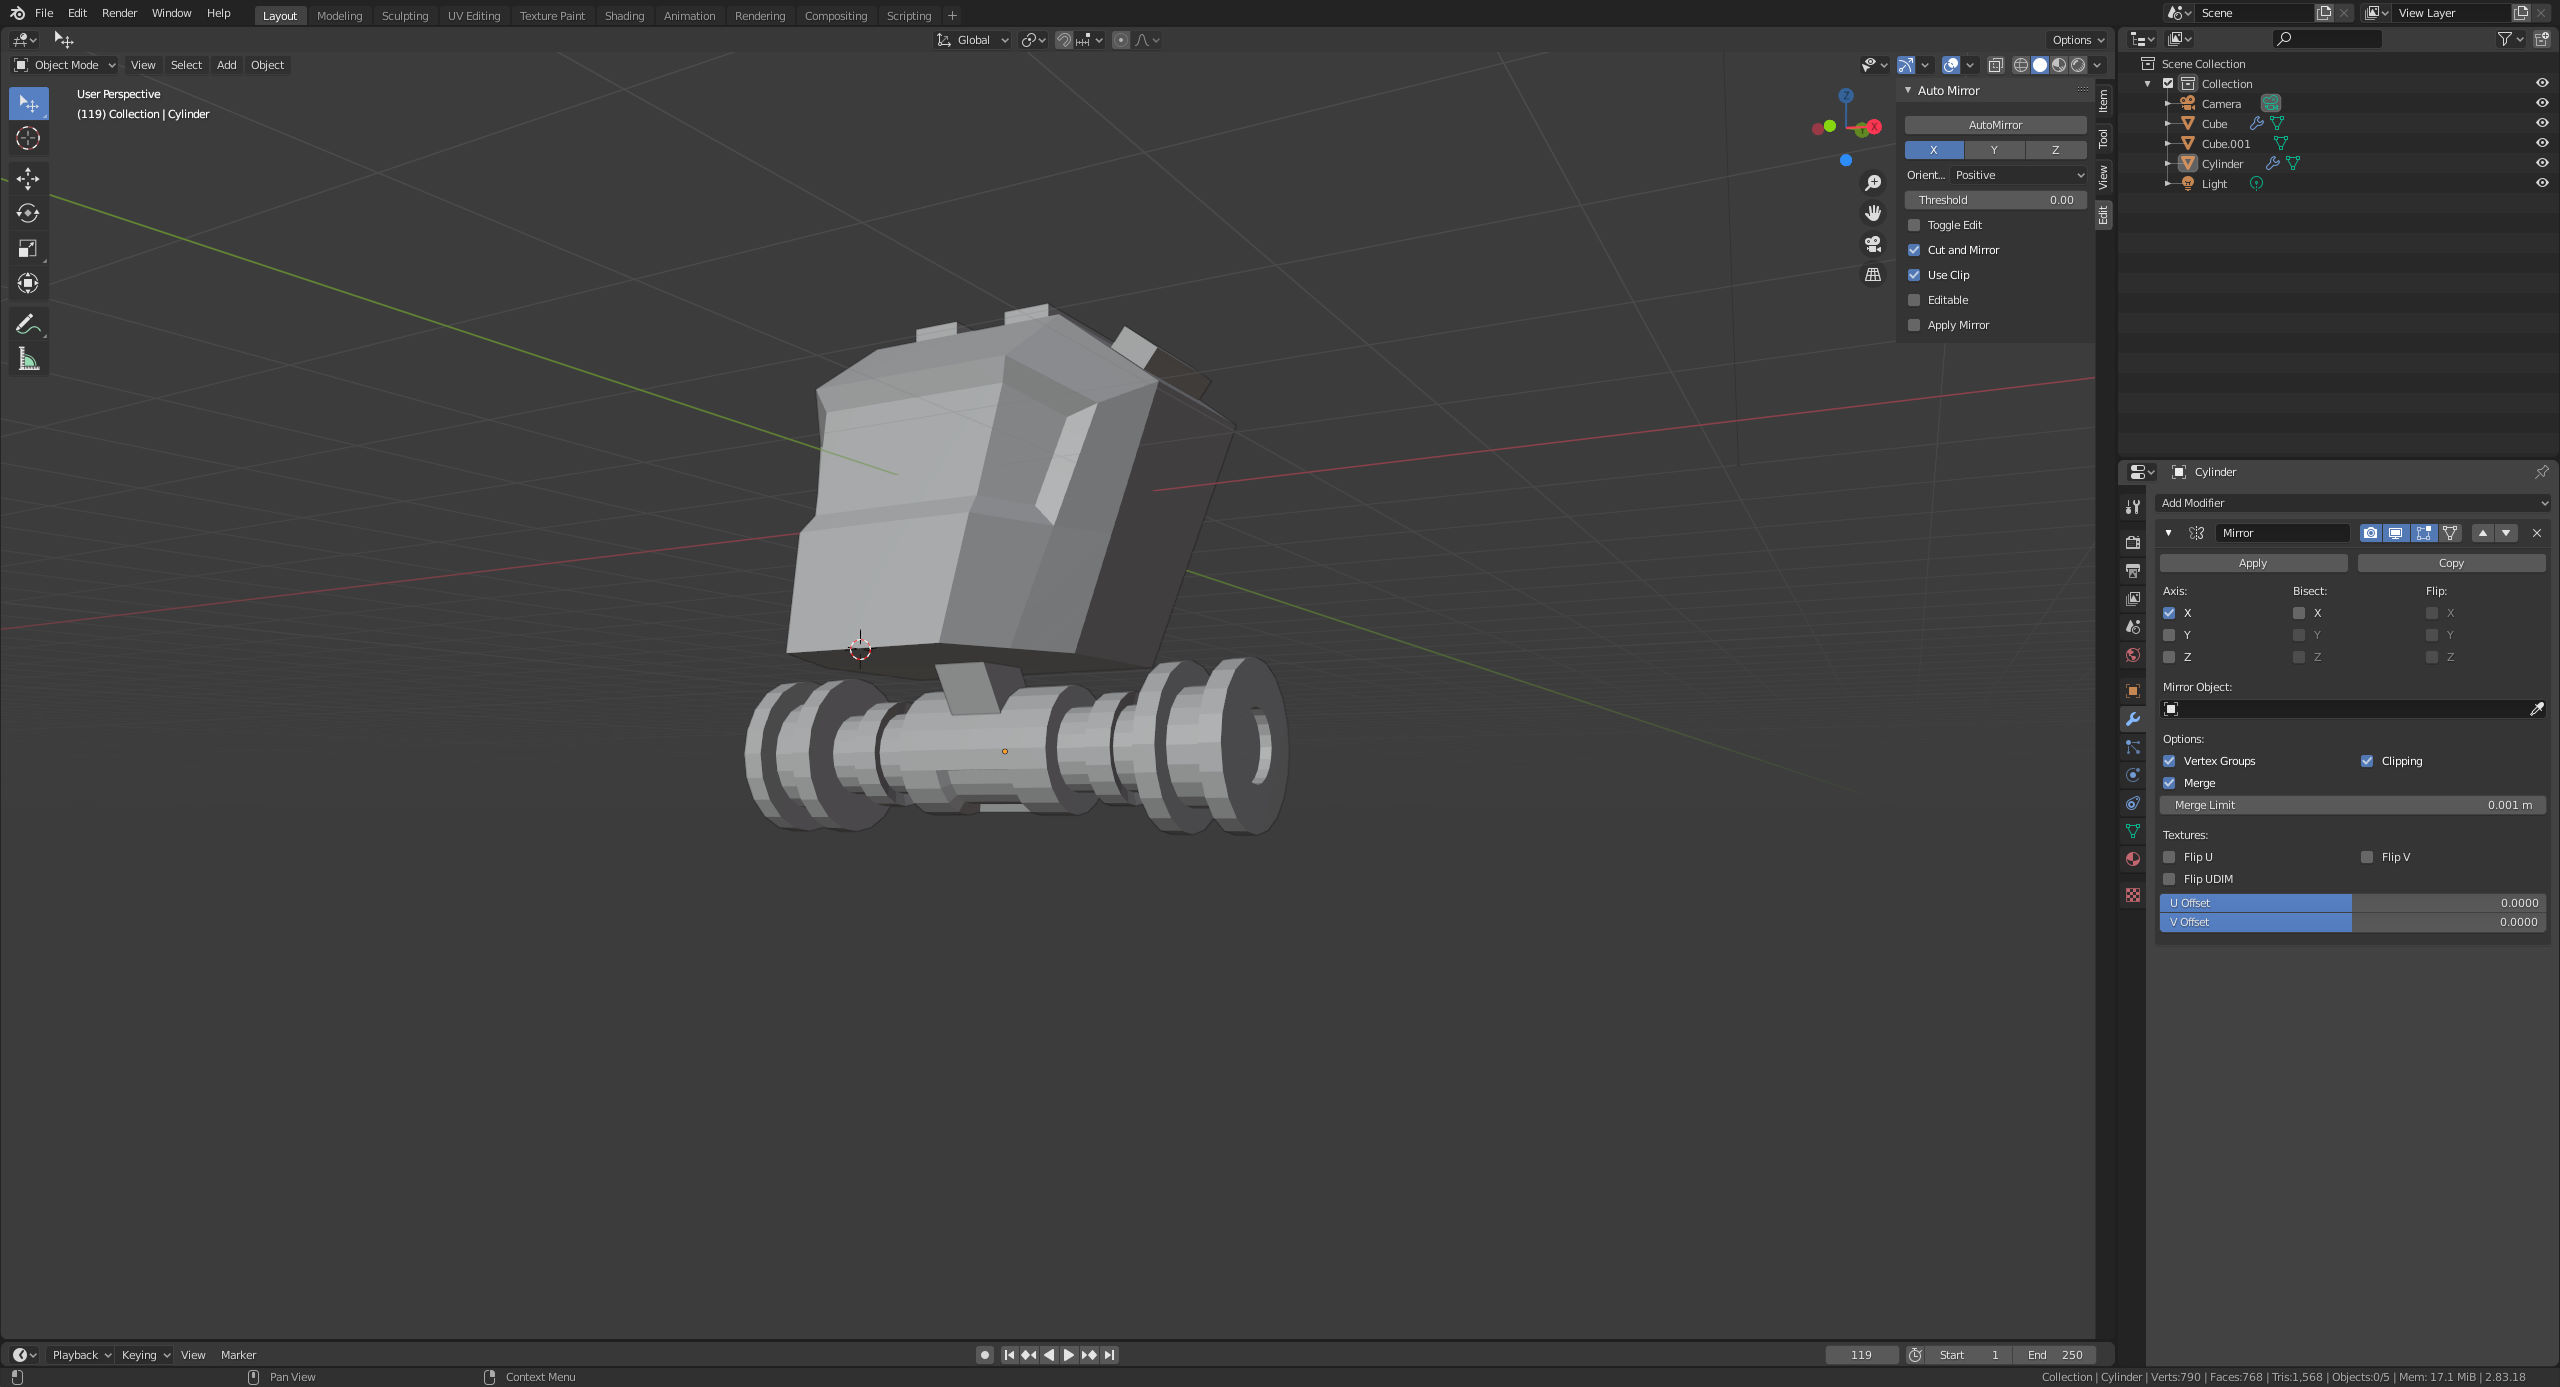 File Edit Render Window Help Layout Modeling Sculpting UV Editing Texture Paint Shading Animation Rendering Compositing Scripting + Scene View Layer
Global Options
Object Mode View Select Add Object
User Perspective
(119) Collection | Cylinder
Z
X
Y
Auto Mirror
AutoMirror
X Y Z
Orient... Positive
Threshold 0.00
Toggle Edit
Cut and Mirror
Use Clip
Editable
Apply Mirror
Item
Tool
View
Edit
Scene Collection
Collection
Camera
Cube
Cube.001
Cylinder
Light
Cylinder
Add Modifier
Mirror
Apply Copy
Axis: Bisect: Flip:
X X X
Y Y Y
Z Z Z
Mirror Object:
Options:
Vertex Groups Clipping
Merge
Merge Limit 0.001 m
Textures:
Flip U Flip V
Flip UDIM
U Offset 0.0000
V Offset 0.0000
Playback Keying View Marker 119 Start 1 End 250
Pan View Context Menu Collection | Cylinder | Verts:790 | Faces:768 | Tris:1,568 | Objects:0/5 | Mem: 17.1 MiB | 2.83.18